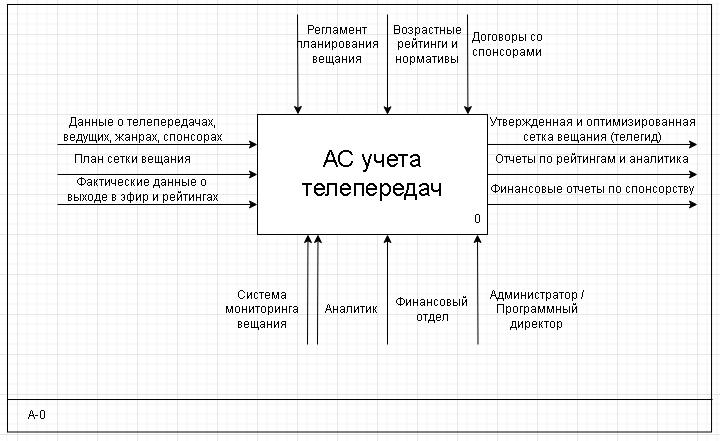 Регламент
планирования
вещания
Возрастные
рейтинги и
нормативы
Договоры со
спонсорами
Данные о телепередачах,
ведущих, жанрах, спонсорах
План сетки вещания
Фактические данные о
выходе в эфир и рейтингах
АС учета
телепередач
0
Утвержденная и оптимизированная
сетка вещания (телегид)
Отчеты по рейтингам и аналитика
Финансовые отчеты по спонсорству
Система
мониторинга
вещания
Аналитик
Финансовый
отдел
Администратор /
Программный
директор
А-0